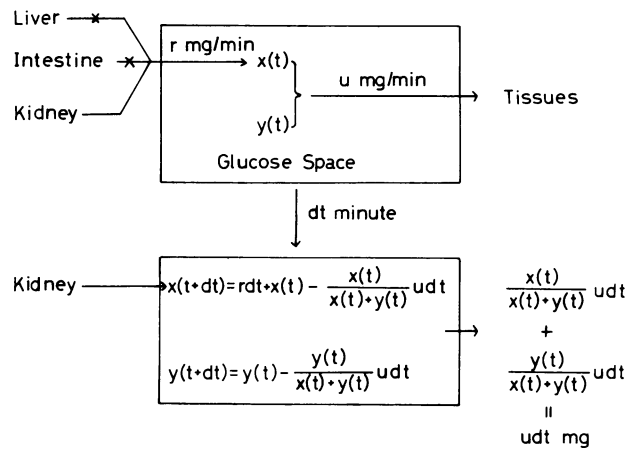 Liver
Intestine
Kidney
r mg/min
x(t)
y(t)
u mg/min
Tissues
Glucose Space
dt minute
Kidney
x(t+dt)=rdt+x(t)- x(t)/x(t)+y(t) udt
y(t+dt)=y(t)- y(t)/x(t)+y(t) udt
x(t)/x(t)+y(t) udt
+
y(t)/x(t)+y(t) udt
=
udt mg